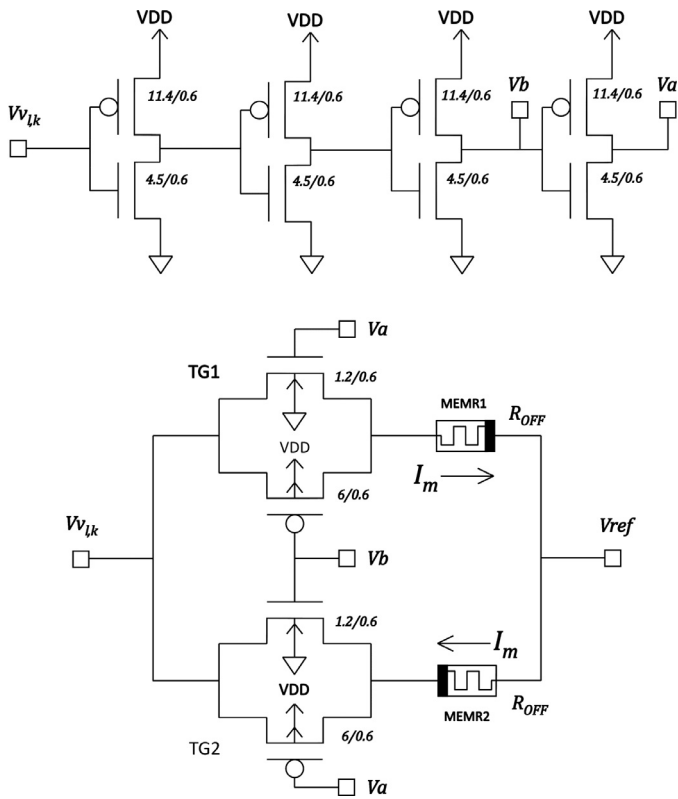 VDD VDD VDD VDD
11.4/0.6 11.4/0.6 11.4/0.6 11.4/0.6
Vv_{l,k} Vb Va
4.5/0.6 4.5/0.6 4.5/0.6 4.5/0.6
Va
TG1 1.2/0.6
MEMR1 R_{OFF}
VDD
I_m
6/0.6
Vv_{l,k} Vb Vref
1.2/0.6
I_m
VDD
R_{OFF}
MEMR2
TG2 6/0.6
Va